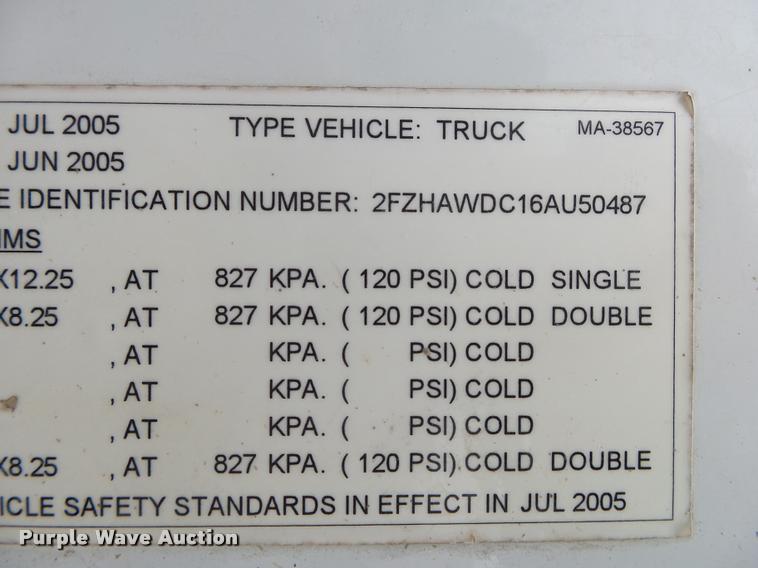 JUL 2005 TYPE VEHICLE: TRUCK MA-38567
JUN 2005
E IDENTIFICATION NUMBER: 2FZHAWDC16AU50487
IMS
X12.25 , AT 827 KPA. ( 120 PSI) COLD SINGLE
X8.25 , AT 827 KPA. ( 120 PSI) COLD DOUBLE
, AT KPA. ( PSI) COLD
, AT KPA. ( PSI) COLD
, AT KPA. ( PSI) COLD
X8.25 , AT 827 KPA. ( 120 PSI) COLD DOUBLE
ICLE SAFETY STANDARDS IN EFFECT IN JUL 2005
Purple Wave Auction